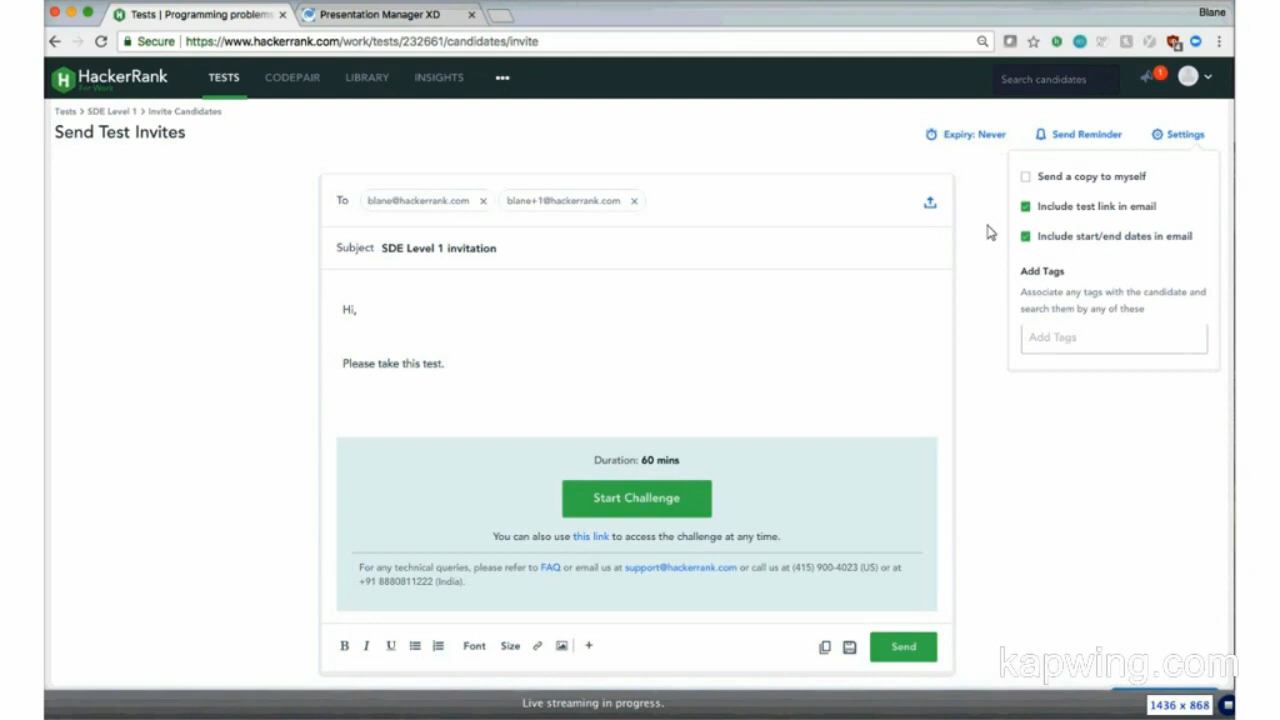 Tests | Programming problems
Presentation Manager XD
Blane
Secure | https://www.hackerrank.com/work/tests/232661/candidates/invite
HackerRank
For Work
TESTS
CODEPAIR
LIBRARY
INSIGHTS
•••
Search candidates
1
Tests > SDE Level 1 > Invite Candidates
Send Test Invites
Expiry: Never
Send Reminder
Settings
Send a copy to myself
Include test link in email
Include start/end dates in email
Add Tags
Associate any tags with the candidate and
search them by any of these
Add Tags
To blane@hackerrank.com × blane+1@hackerrank.com ×
Subject SDE Level 1 invitation
Hi,
Please take this test.
Duration: 60 mins
Start Challenge
You can also use this link to access the challenge at any time.
For any technical queries, please refer to FAQ or email us at support@hackerrank.com or call us at (415) 900-4023 (US) or at
+91 8880811222 (India).
B I U Font Size +
Send
kapwing.com
Live streaming in progress.
1436 x 868